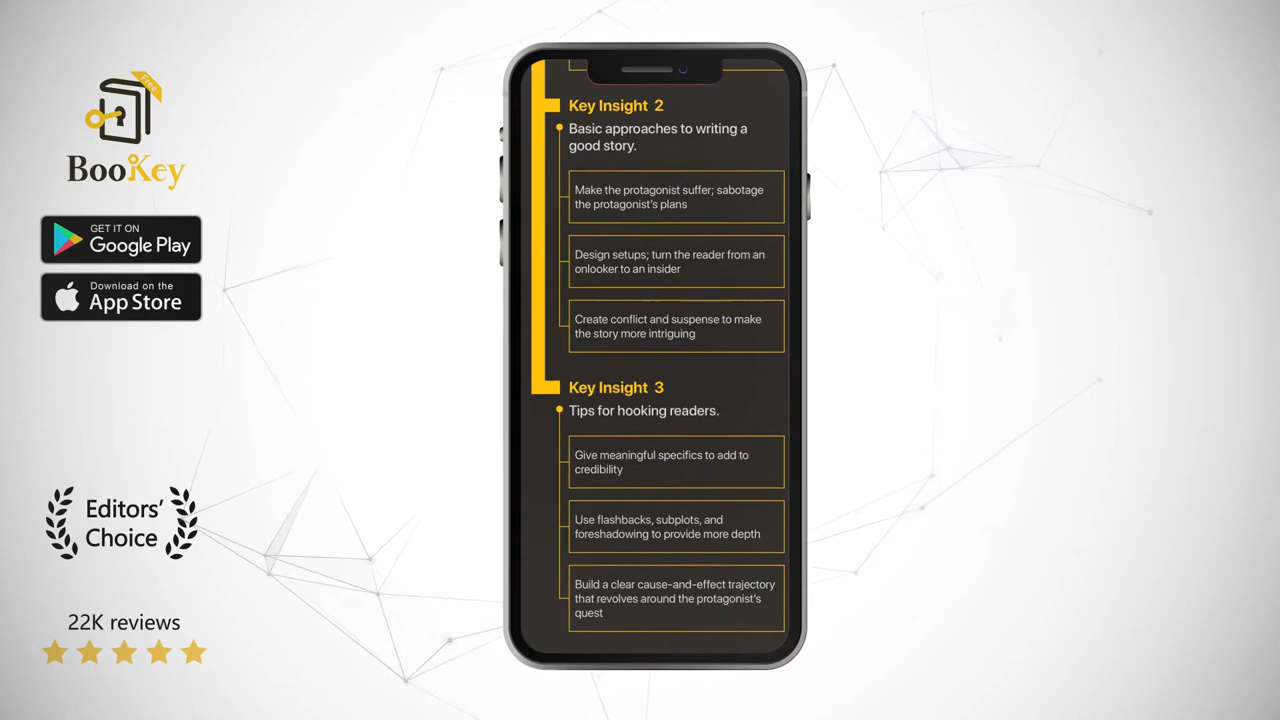 Free
BooKey
GET IT ON
Google Play
Download on the
App Store
Editors’
Choice
22K reviews
Key Insight 2
Basic approaches to writing a
good story.
Make the protagonist suffer; sabotage
the protagonist’s plans
Design setups; turn the reader from an
onlooker to an insider
Create conflict and suspense to make
the story more intriguing
Key Insight 3
Tips for hooking readers.
Give meaningful specifics to add to
credibility
Use flashbacks, subplots, and
foreshadowing to provide more depth
Build a clear cause-and-effect trajectory
that revolves around the protagonist’s
quest